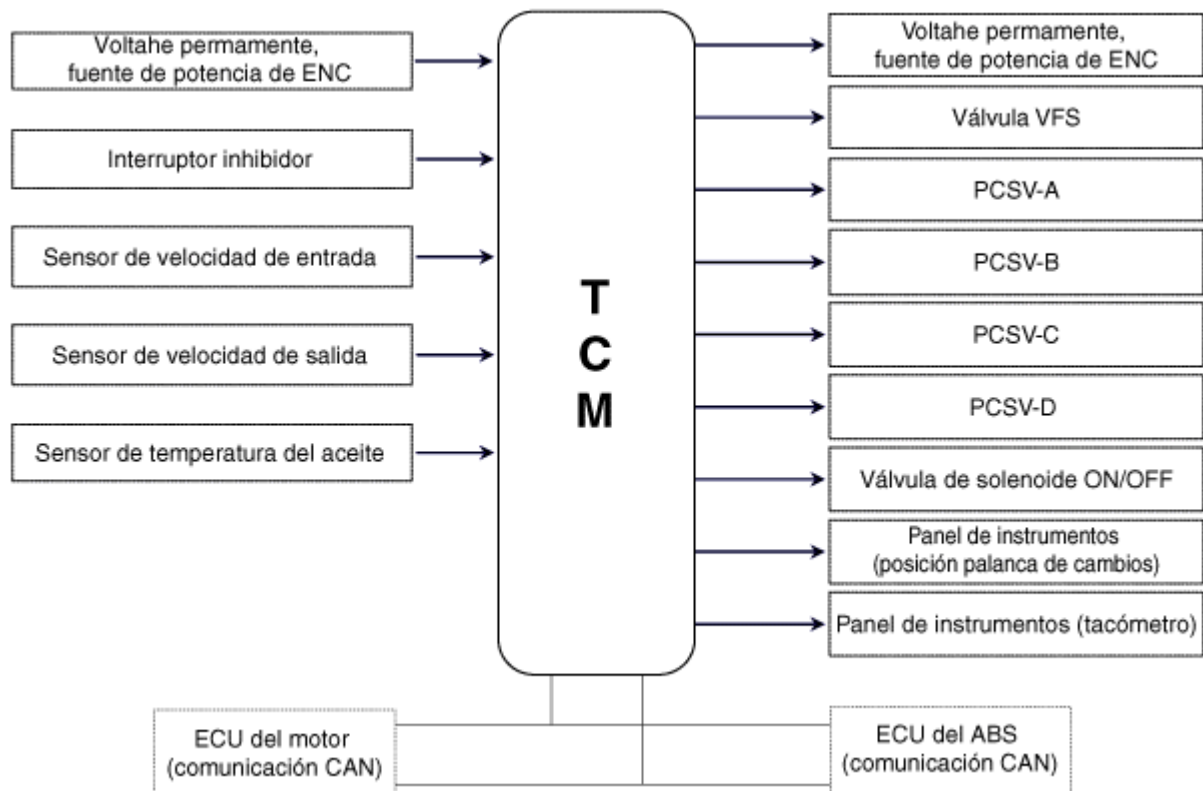 Voltahe permamente,
fuente de potencia de ENC
Interruptor inhibidor
Sensor de velocidad de entrada
Sensor de velocidad de salida
Sensor de temperatura del aceite
T
C
M
Voltahe permamente,
fuente de potencia de ENC
Válvula VFS
PCSV-A
PCSV-B
PCSV-C
PCSV-D
Válvula de solenoide ON/OFF
Panel de instrumentos
(posición palanca de cambios)
Panel de instrumentos (tacómetro)
ECU del motor
(comunicación CAN)
ECU del ABS
(comunicación CAN)